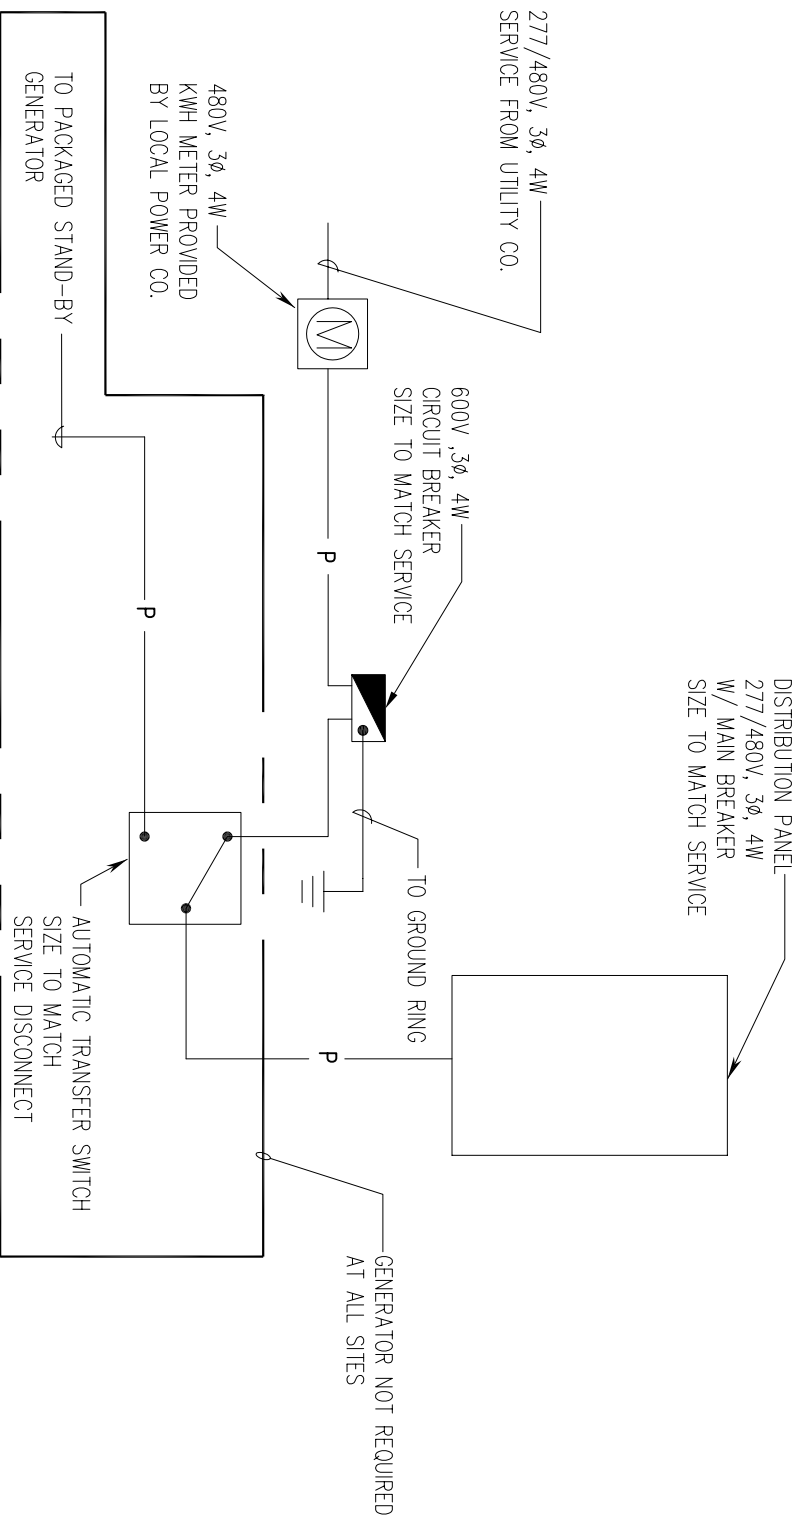 277/480V, 3Ø, 4W
SERVICE FROM UTILITY CO.
480V, 3Ø, 4W
KWH METER PROVIDED
BY LOCAL POWER CO.
M
TO PACKAGED STAND-BY
GENERATOR
600V ,3Ø, 4W
CIRCUIT BREAKER
SIZE TO MATCH SERVICE
P
P
DISTRIBUTION PANEL
277/480V, 3Ø, 4W
W/ MAIN BREAKER
SIZE TO MATCH SERVICE
TO GROUND RING
P
AUTOMATIC TRANSFER SWITCH
SIZE TO MATCH
SERVICE DISCONNECT
GENERATOR NOT REQUIRED
AT ALL SITES